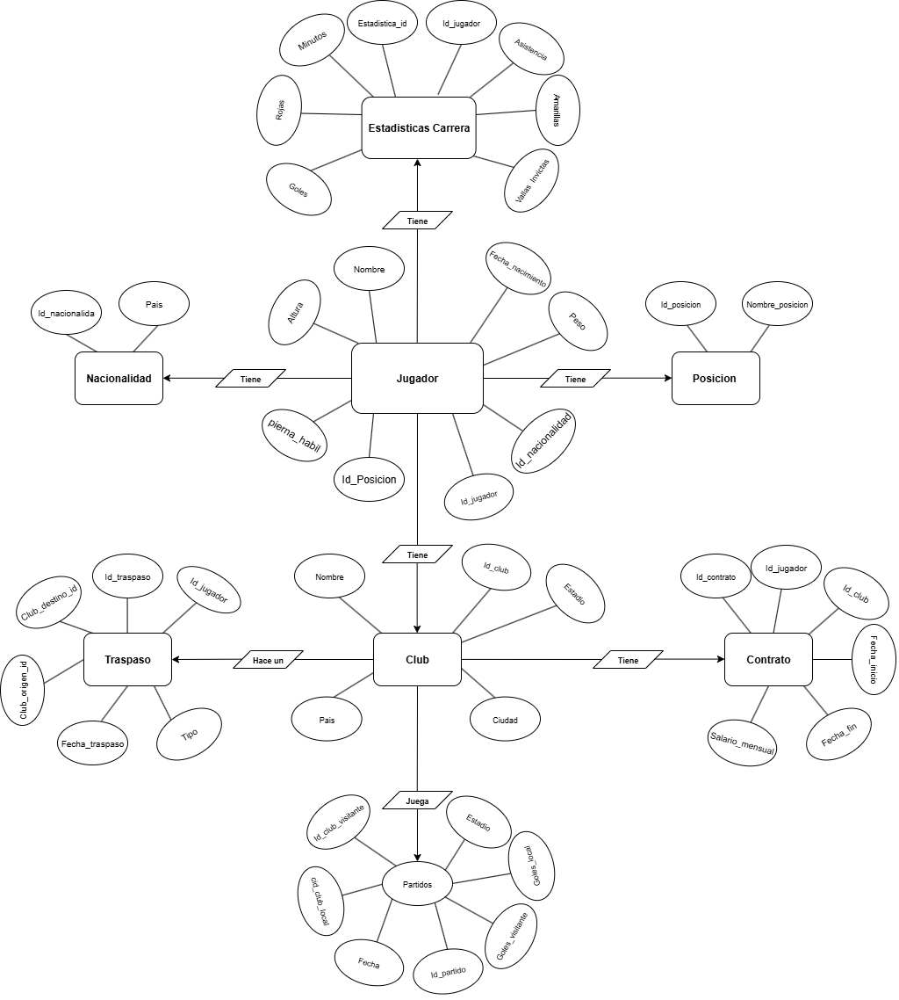 Estadistica_id
Id_jugador
Minutos
Asistencia
Rojas
Amarillas
Estadisticas Carrera
Goles
Vallas Invictas
Tiene
Nombre
Fecha_nacimiento
Altura
Peso
Id_nacionalida
Pais
Id_posicion
Nombre_posicion
Nacionalidad
Tiene
Jugador
Tiene
Posicion
pierna_habil
Id_nacionalidad
Id_Posicion
Id_jugador
Tiene
Id_traspaso
Club_destino_id
Id_jugador
Nombre
Id_club
Estadio
Id_contrato
Id_jugador
Id_club
Traspaso
Hace un
Club
Tiene
Contrato
Fecha_inicio
Club_origen_id
Fecha_traspaso
Tipo
Pais
Ciudad
Salario_mensual
Fecha_fin
Juega
Id_club_visitante
Estadio
Goles_local
Partidos
cid_club_local
Goles_visitante
Fecha
Id_partido